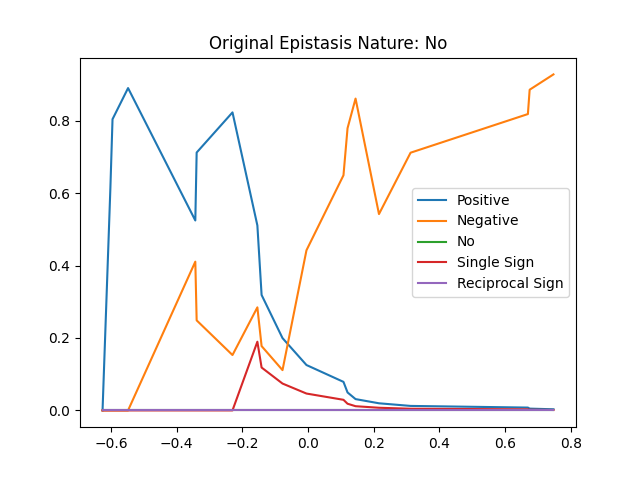 Original Epistasis Nature: No
0.8
0.6
0.4
0.2
0.0
Positive
Negative
No
Single Sign
Reciprocal Sign
−0.6 −0.4 −0.2 0.0 0.2 0.4 0.6 0.8